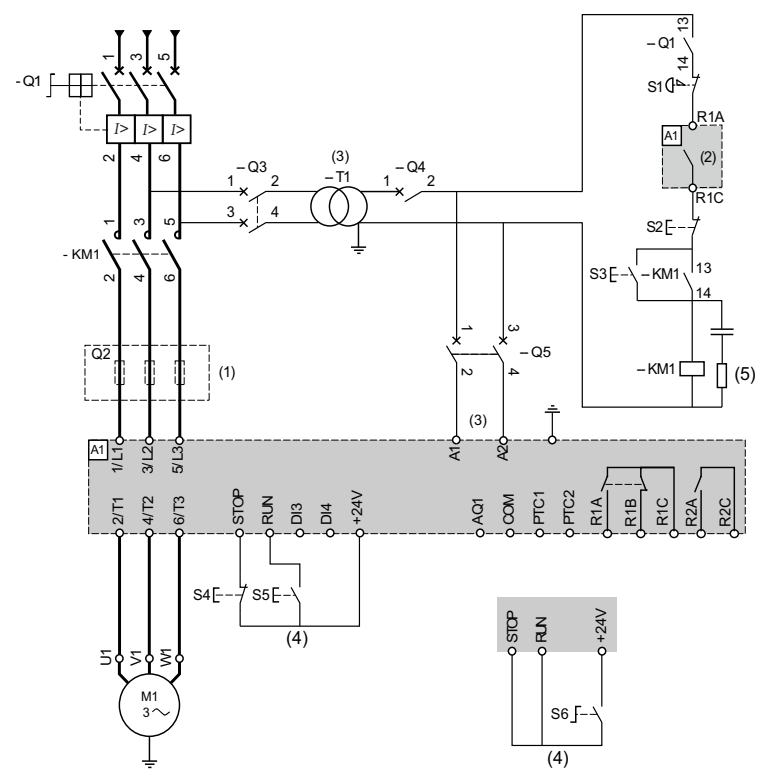 1 3 5
-Q1
I> I> I>
2 4 6
-Q3
1 2
3 4
(3)
-T1
-Q4
1 2
13
-Q1
14
S1
R1A
A1
(2)
R1C
S2
S3
-KM1
13
14
-KM1
(5)
1 3 5
-KM1
2 4 6
Q2
(1)
1 3
-Q5
2 4
(3)
A1
1/L1 3/L2 5/L3
A1 A2
2/T1 4/T2 6/T3
STOP RUN DI3 DI4 +24V
AQ1 COM PTC1 PTC2
R1A R1B R1C R2A R2C
S4 S5
(4)
U1 V1 W1
M1
3
STOP RUN +24V
S6
(4)